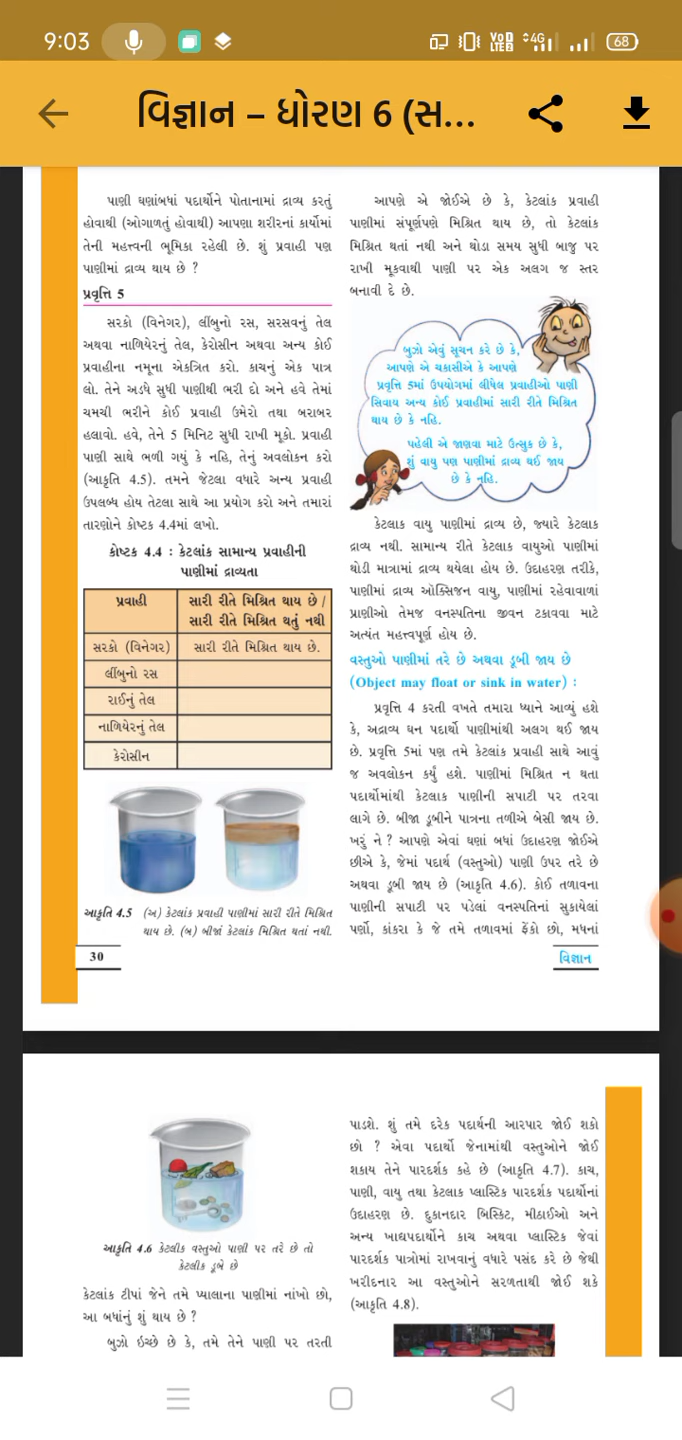 9:03
VoD
LTE 2
4G
68
વિજ્ઞાન – ધોરણ 6 (સ...
પાણી ઘણાંબધાં પદાર્થોને પોતાનામાં દ્રાવ્ય કરતું
હોવાથી (ઓગાળતું હોવાથી) આપણા શરીરનાં કાર્યોમાં
તેની મહત્ત્વની ભૂમિકા રહેલી છે. શું પ્રવાહી પણ
પાણીમાં દ્રાવ્ય થાય છે ?
પ્રવૃત્તિ 5
સરકો (વિનેગર), લીંબુનો રસ, સરસવનું તેલ
અથવા નાળિયેરનું તેલ, કેરોસીન અથવા અન્ય કોઈ
પ્રવાહીના નમૂના એકત્રિત કરો. કાચનું એક પાત્ર
લો. તેને અડધે સુધી પાણીથી ભરી દો અને હવે તેમાં
ચમચી ભરીને કોઈ પ્રવાહી ઉમેરો તથા બરાબર
હલાવો. હવે, તેને 5 મિનિટ સુધી રાખી મૂકો. પ્રવાહી
પાણી સાથે ભળી ગયું કે નહિ, તેનું અવલોકન કરો
(આકૃતિ 4.5). તમને જેટલા વધારે અન્ય પ્રવાહી
ઉપલબ્ધ હોય તેટલા સાથે આ પ્રયોગ કરો અને તમારાં
તારણોને કોષ્ટક 4.4માં લખો.
કોષ્ટક 4.4 : કેટલાંક સામાન્ય પ્રવાહીની
પાણીમાં દ્રાવ્યતા
પ્રવાહી સારી રીતે મિશ્રિત થાય છે /
સારી રીતે મિશ્રિત થતું નથી
સરકો (વિનેગર) સારી રીતે મિશ્રિત થાય છે.
લીંબુનો રસ
રાઈનું તેલ
નાળિયેરનું તેલ
કેરોસીન
આકૃતિ 4.5 (અ) કેટલાંક પ્રવાહી પાણીમાં સારી રીતે મિશ્રિત
થાય છે. (બ) બીજાં કેટલાંક મિશ્રિત થતાં નથી.
30
આપણે એ જોઈએ છે કે, કેટલાંક પ્રવાહી
પાણીમાં સંપૂર્ણપણે મિશ્રિત થાય છે, તો કેટલાંક
મિશ્રિત થતાં નથી અને થોડા સમય સુધી બાજુ પર
રાખી મૂકવાથી પાણી પર એક અલગ જ સ્તર
બનાવી દે છે.
બુઝો એવું સૂચન કરે છે કે,
આપણે એ ચકાસીએ કે આપણે
પ્રવૃત્તિ 5માં ઉપયોગમાં લીધેલ પ્રવાહીઓ પાણી
સિવાય અન્ય કોઈ પ્રવાહીમાં સારી રીતે મિશ્રિત
થાય છે કે નહિ.
પહેલી એ જાણવા માટે ઉત્સુક છે કે,
શું વાયુ પણ પાણીમાં દ્રાવ્ય થઈ જાય
છે કે નહિ.
કેટલાક વાયુ પાણીમાં દ્રાવ્ય છે, જ્યારે કેટલાક
દ્રાવ્ય નથી. સામાન્ય રીતે કેટલાક વાયુઓ પાણીમાં
થોડી માત્રામાં દ્રાવ્ય થયેલા હોય છે. ઉદાહરણ તરીકે,
પાણીમાં દ્રાવ્ય ઑક્સિજન વાયુ, પાણીમાં રહેવાવાળાં
પ્રાણીઓ તેમજ વનસ્પતિના જીવન ટકાવવા માટે
અત્યંત મહત્ત્વપૂર્ણ હોય છે.
વસ્તુઓ પાણીમાં તરે છે અથવા ડૂબી જાય છે
(Object may float or sink in water) :
પ્રવૃત્તિ 4 કરતી વખતે તમારા ધ્યાને આવ્યું હશે
કે, અદ્રાવ્ય ઘન પદાર્થો પાણીમાંથી અલગ થઈ જાય
છે. પ્રવૃત્તિ 5માં પણ તમે કેટલાંક પ્રવાહી સાથે આવું
જ અવલોકન કર્યું હશે. પાણીમાં મિશ્રિત ન થતા
પદાર્થોમાંથી કેટલાક પાણીની સપાટી પર તરવા
લાગે છે. બીજા ડૂબીને પાત્રના તળીએ બેસી જાય છે.
ખરું ને ? આપણે એવાં ઘણાં બધાં ઉદાહરણ જોઈએ
છીએ કે, જેમાં પદાર્થ (વસ્તુઓ) પાણી ઉપર તરે છે
અથવા ડૂબી જાય છે (આકૃતિ 4.6). કોઈ તળાવના
પાણીની સપાટી પર પડેલાં વનસ્પતિનાં સુકાયેલાં
પર્ણો, કાંકરા કે જે તમે તળાવમાં ફેંકો છો, મધનાં
વિજ્ઞાન
આકૃતિ 4.6 કેટલીક વસ્તુઓ પાણી પર તરે છે તો
કેટલીક ડૂબે છે
કેટલાંક ટીપાં જેને તમે પ્યાલાના પાણીમાં નાંખો છો,
આ બધાંનું શું થાય છે ?
બુઝો ઇચ્છે છે કે, તમે તેને પાણી પર તરતી
પાડશે. શું તમે દરેક પદાર્થની આરપાર જોઈ શકો
છો ? એવા પદાર્થો જેનામાંથી વસ્તુઓને જોઈ
શકાય તેને પારદર્શક કહે છે (આકૃતિ 4.7). કાચ,
પાણી, વાયુ તથા કેટલાક પ્લાસ્ટિક પારદર્શક પદાર્થોનાં
ઉદાહરણ છે. દુકાનદાર બિસ્કિટ, મીઠાઈઓ અને
અન્ય ખાદ્યપદાર્થોને કાચ અથવા પ્લાસ્ટિક જેવાં
પારદર્શક પાત્રોમાં રાખવાનું વધારે પસંદ કરે છે જેથી
ખરીદનાર આ વસ્તુઓને સરળતાથી જોઈ શકે
(આકૃતિ 4.8).